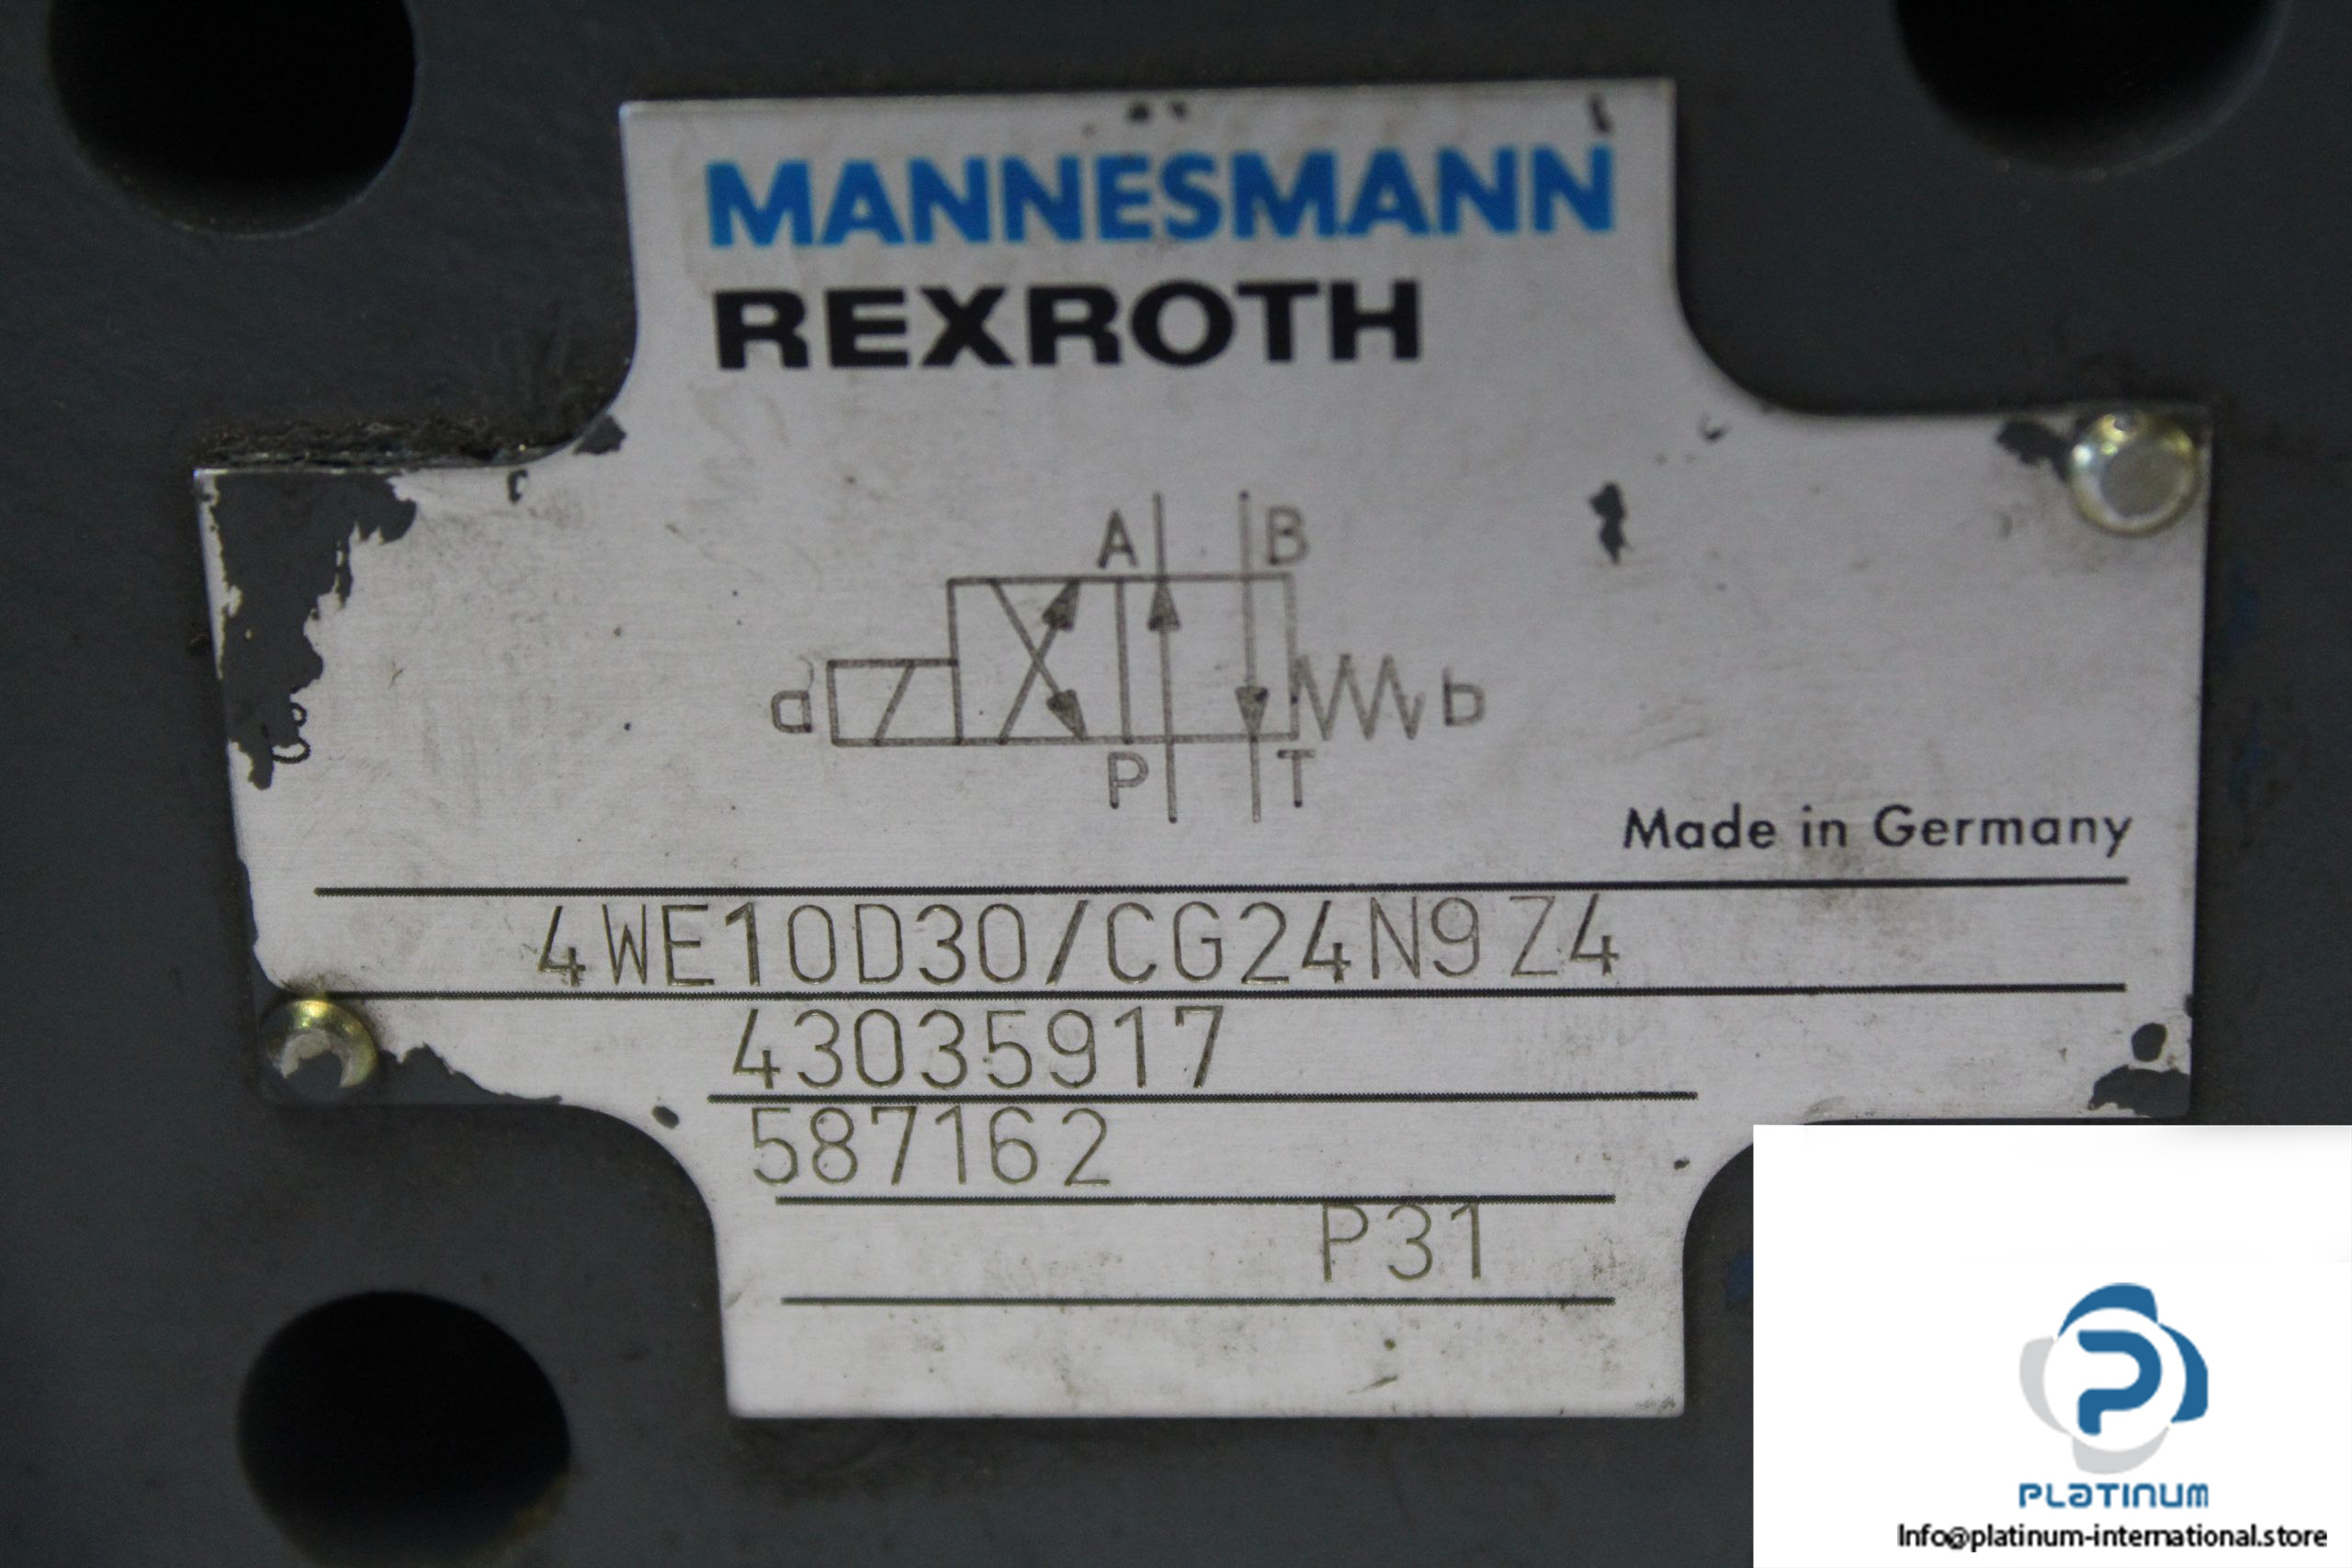 MANNESMANN
REXROTH
A B
a b
P T
Made in Germany
4WE10D30/CG24N9Z4
43035917
587162
P31
P
PLATINUM
Info@platinum-international.store